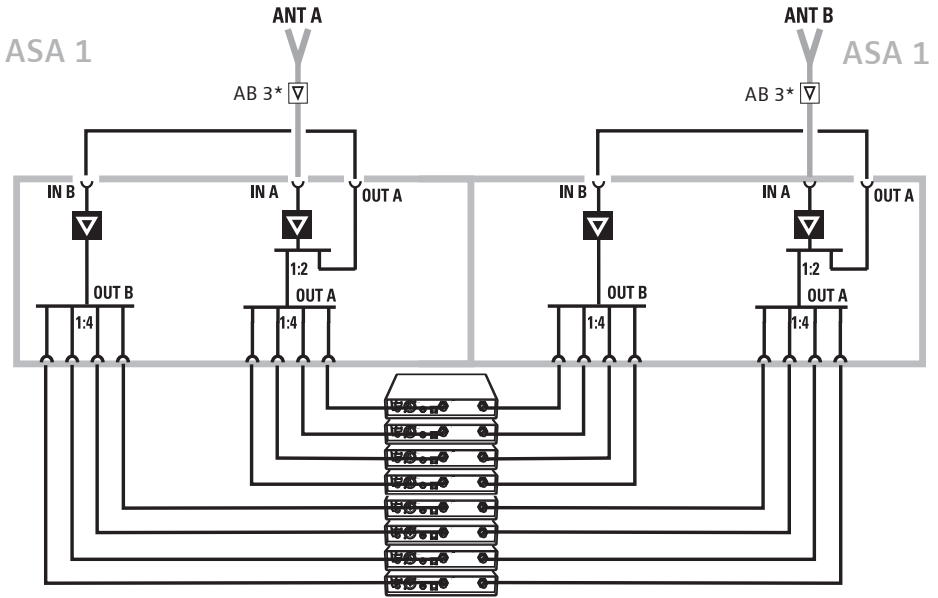 ANT A
ANT B
ASA 1
ASA 1
AB 3*
AB 3*
IN B
IN A
OUT A
IN B
IN A
OUT A
1:2
1:2
OUT B
OUT A
OUT B
OUT A
1:4
1:4
1:4
1:4